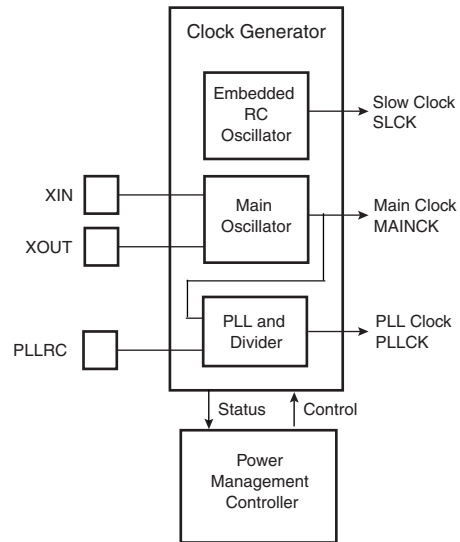 Clock Generator
Embedded
RC
Oscillator
Slow Clock
SLCK
XIN
Main
Oscillator
Main Clock
MAINCK
XOUT
PLL and
Divider
PLL Clock
PLLCK
PLLRC
Status
Control
Power
Management
Controller